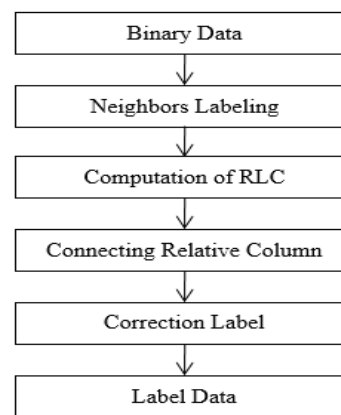 Binary Data
Neighbors Labeling
Computation of RLC
Connecting Relative Column
Correction Label
Label Data